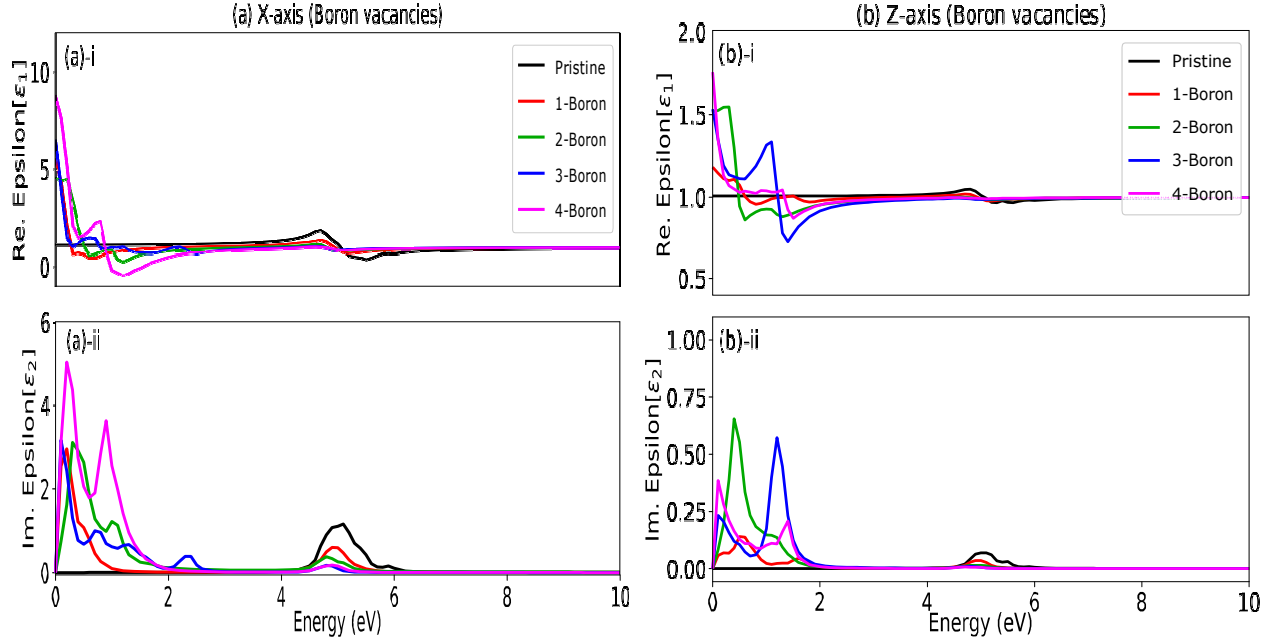 (a) X-axis (Boron vacancies)
(a)-i
Re. Epsilon[ε₁]
10
5
0
Pristine
1-Boron
2-Boron
3-Boron
4-Boron
(b) Z-axis (Boron vacancies)
(b)-i
Re. Epsilon[ε₁]
2.0
1.5
1.0
0.5
Pristine
1-Boron
2-Boron
3-Boron
4-Boron
(a)-ii
Im. Epsilon[ε₂]
6
4
2
0
0 2 4 6 8 10
Energy (eV)
(b)-ii
Im. Epsilon[ε₂]
1.00
0.75
0.50
0.25
0.00
0 2 4 6 8 10
Energy (eV)